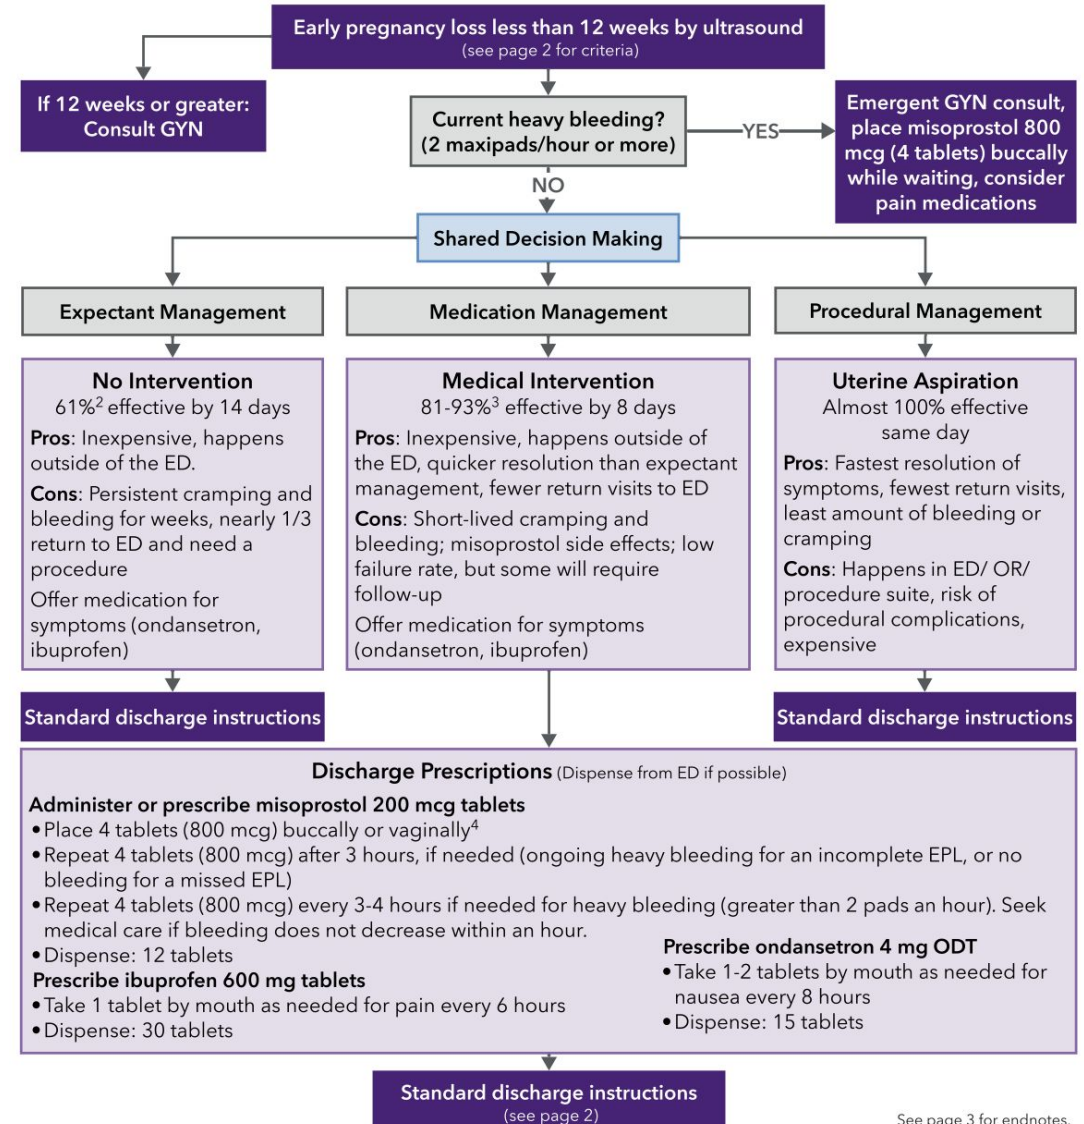 Early pregnancy loss less than 12 weeks by ultrasound
(see page 2 for criteria)
If 12 weeks or greater:
Consult GYN
Current heavy bleeding?
(2 maxipads/hour or more)
YES
Emergent GYN consult,
place misoprostol 800
mcg (4 tablets) buccally
while waiting, consider
pain medications
NO
Shared Decision Making
Expectant Management
No Intervention
61%² effective by 14 days
Pros: Inexpensive, happens
outside of the ED.
Cons: Persistent cramping and
bleeding for weeks, nearly 1/3
return to ED and need a
procedure
Offer medication for
symptoms (ondansetron,
ibuprofen)
Standard discharge instructions
Medication Management
Medical Intervention
81-93%³ effective by 8 days
Pros: Inexpensive, happens outside of
the ED, quicker resolution than expectant
management, fewer return visits to ED
Cons: Short-lived cramping and
bleeding; misoprostol side effects; low
failure rate, but some will require
follow-up
Offer medication for symptoms
(ondansetron, ibuprofen)
Procedural Management
Uterine Aspiration
Almost 100% effective
same day
Pros: Fastest resolution of
symptoms, fewest return visits,
least amount of bleeding or
cramping
Cons: Happens in ED/ OR/
procedure suite, risk of
procedural complications,
expensive
Standard discharge instructions
Discharge Prescriptions (Dispense from ED if possible)
Administer or prescribe misoprostol 200 mcg tablets
• Place 4 tablets (800 mcg) buccally or vaginally⁴
• Repeat 4 tablets (800 mcg) after 3 hours, if needed (ongoing heavy bleeding for an incomplete EPL, or no
bleeding for a missed EPL)
• Repeat 4 tablets (800 mcg) every 3-4 hours if needed for heavy bleeding (greater than 2 pads an hour). Seek
medical care if bleeding does not decrease within an hour.
• Dispense: 12 tablets
Prescribe ibuprofen 600 mg tablets
• Take 1 tablet by mouth as needed for pain every 6 hours
• Dispense: 30 tablets
Prescribe ondansetron 4 mg ODT
• Take 1-2 tablets by mouth as needed for
nausea every 8 hours
• Dispense: 15 tablets
Standard discharge instructions
(see page 2)
See page 3 for endnotes.